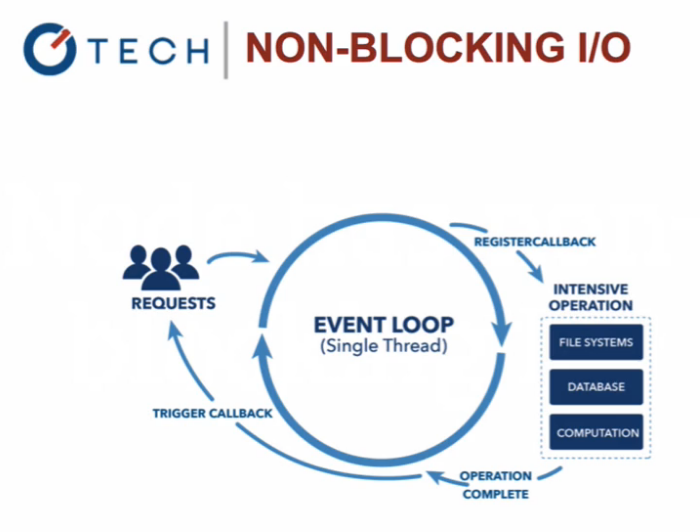 TECH
NON-BLOCKING I/O
REQUESTS
EVENT LOOP
(Single Thread)
REGISTERCALLBACK
INTENSIVE
OPERATION
FILE SYSTEMS
DATABASE
COMPUTATION
TRIGGER CALLBACK
OPERATION
COMPLETE